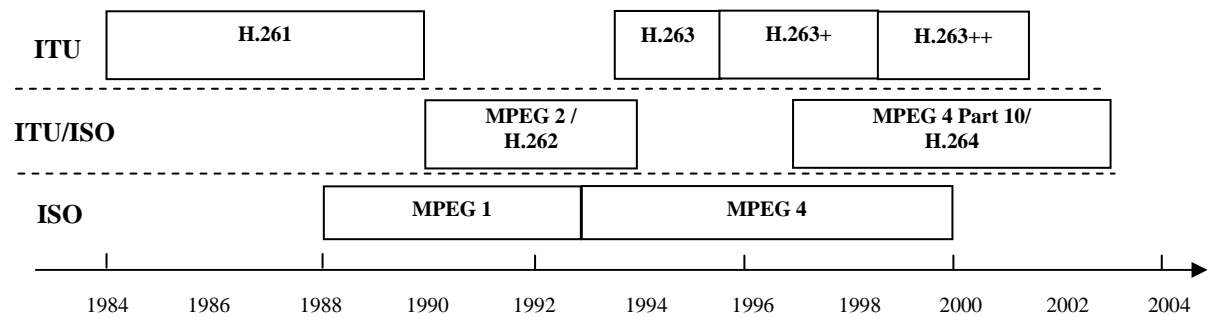 ITU
H.261
H.263
H.263+
H.263++
ITU/ISO
MPEG 2 /
H.262
MPEG 4 Part 10/
H.264
ISO
MPEG 1
MPEG 4
1984 1986 1988 1990 1992 1994 1996 1998 2000 2002 2004